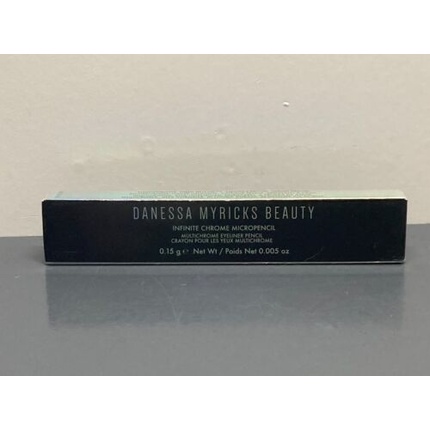 DANESSA MYRICKS BEAUTY
INFINITE CHROME MICROPENCIL
MULTICHROME EYELINER PENCIL
CRAYON POUR LES YEUX MULTICHROME
0.15 g ℮ Net Wt / Poids Net 0.005 oz